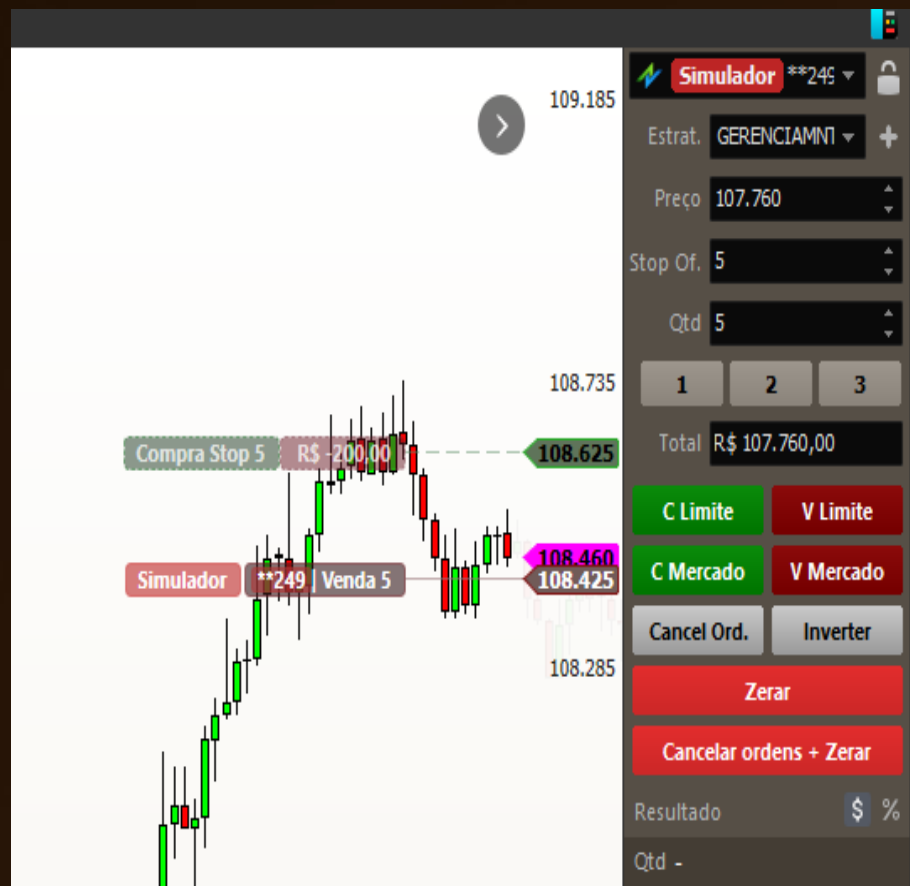 109.185
108.735
Compra Stop 5 R$ -200,00 108.625
108.460
Simulador **249 | Venda 5 108.425
108.285
Simulador **249
Estrat. GERENCIAMNT
Preço 107.760
Stop Of. 5
Qtd 5
1 2 3
Total R$ 107.760,00
C Limite V Limite
C Mercado V Mercado
Cancel Ord. Inverter
Zerar
Cancelar ordens + Zerar
Resultado $ %
Qtd -